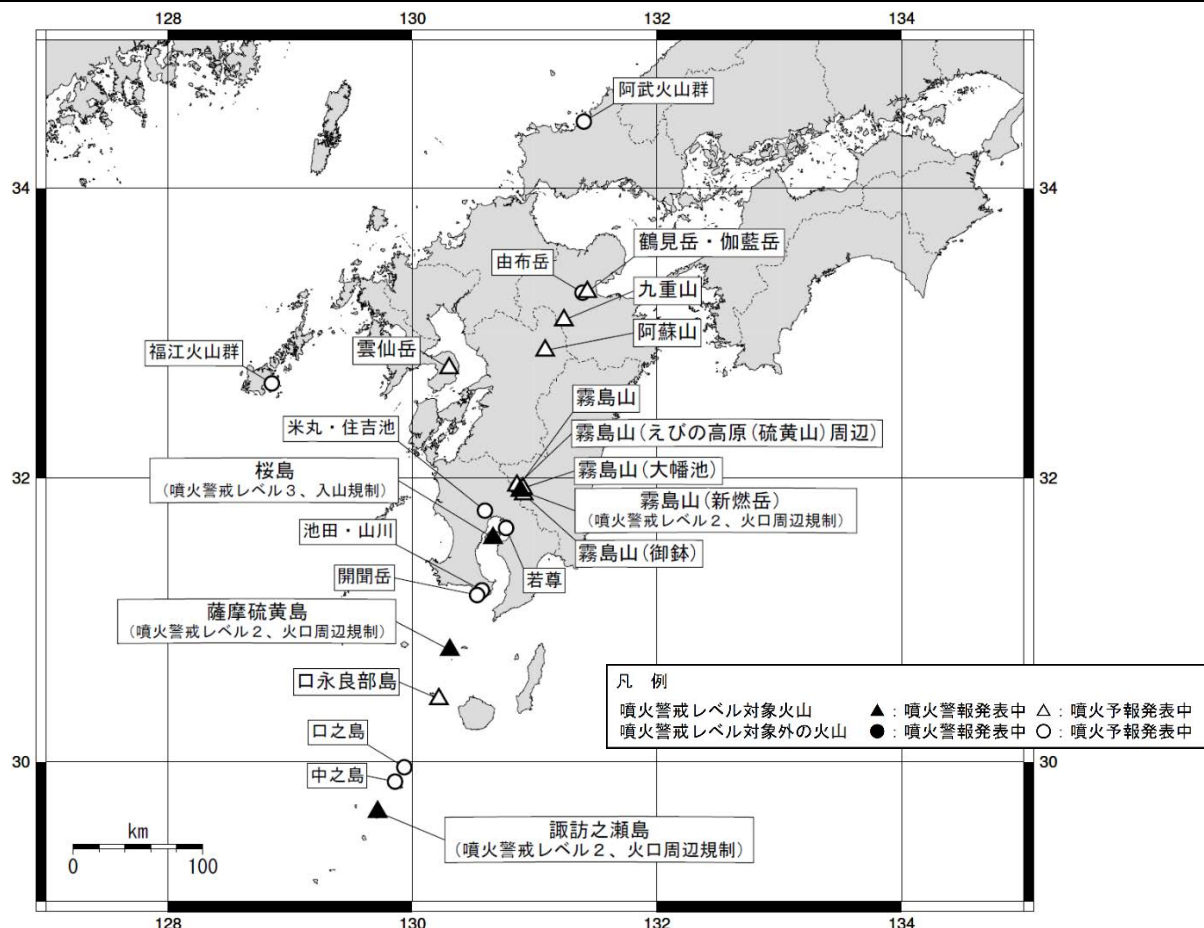 128 130 132 134
阿武火山群
34 34
鶴見岳・伽藍岳
由布岳
九重山
阿蘇山
雲仙岳
福江火山群
霧島山
米丸・住吉池
霧島山(えびの高原(硫黄山)周辺)
桜島
(噴火警戒レベル3、入山規制)
霧島山(大幡池)
32 32
霧島山(新燃岳)
(噴火警戒レベル2、火口周辺規制)
池田・山川
霧島山(御鉢)
開聞岳
若尊
薩摩硫黄島
(噴火警戒レベル2、火口周辺規制)
口永良部島
凡 例
噴火警戒レベル対象火山 ▲:噴火警報発表中 △:噴火予報発表中
噴火警戒レベル対象外の火山 ●:噴火警報発表中 ○:噴火予報発表中
口之島
30 30
中之島
諏訪之瀬島
(噴火警戒レベル2、火口周辺規制)
km
0 100
128 130 132 134